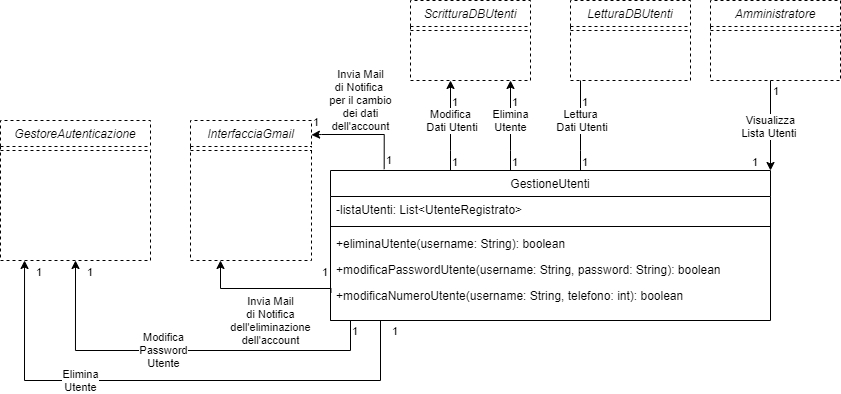 ScritturaDBUtenti
LetturaDBUtenti
Amministratore
Invia Mail
di Notifica
per il cambio
dei dati
dell'account
1
1
1
1
Modifica
Dati Utenti
Elimina
Utente
Lettura
Dati Utenti
Visualizza
Lista Utenti
GestoreAutenticazione
InterfacciaGmail
1
1
1
1
1
1
GestioneUtenti
-listaUtenti: List<UtenteRegistrato>
+eliminaUtente(username: String): boolean
+modificaPasswordUtente(username: String, password: String): boolean
+modificaNumeroUtente(username: String, telefono: int): boolean
1
1
1
Invia Mail
di Notifica
dell'eliminazione
dell'account
1
1
Modifica
Password
Utente
Elimina
Utente